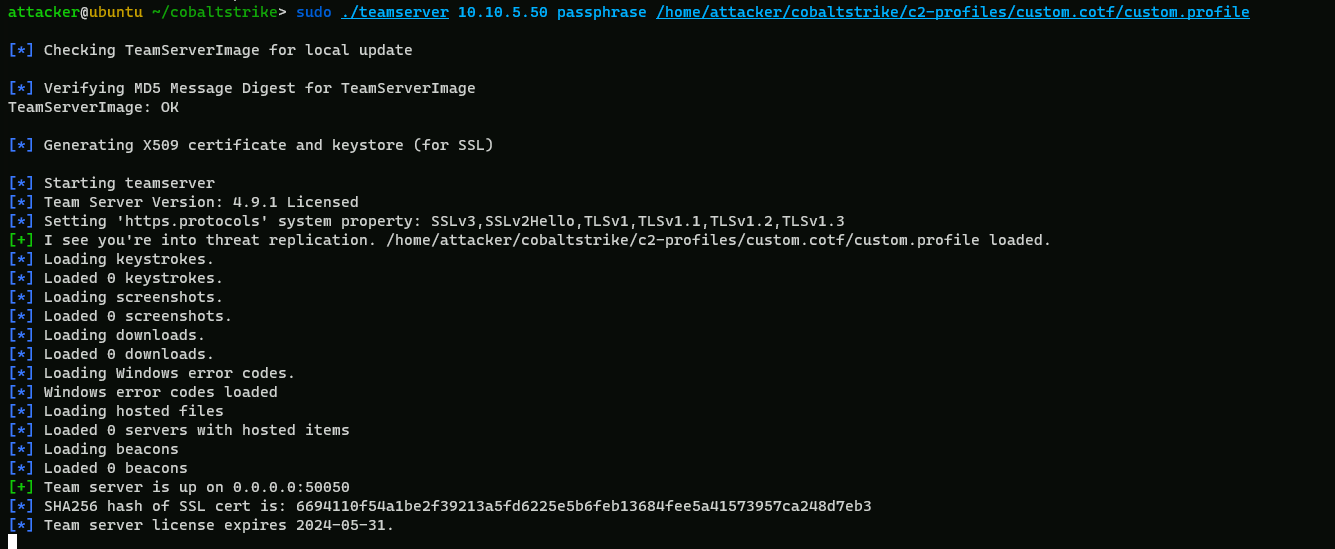 attacker@ubuntu ~/cobaltstrike> sudo ./teamserver 10.10.5.50 passphrase /home/attacker/cobaltstrike/c2-profiles/custom.cotf/custom.profile
[*] Checking TeamServerImage for local update
[*] Verifying MD5 Message Digest for TeamServerImage
TeamServerImage: OK
[*] Generating X509 certificate and keystore (for SSL)
[*] Starting teamserver
[*] Team Server Version: 4.9.1 Licensed
[*] Setting 'https.protocols' system property: SSLv3,SSLv2Hello,TLSv1,TLSv1.1,TLSv1.2,TLSv1.3
[+] I see you're into threat replication. /home/attacker/cobaltstrike/c2-profiles/custom.cotf/custom.profile loaded.
[*] Loading keystrokes.
[*] Loaded 0 keystrokes.
[*] Loading screenshots.
[*] Loaded 0 screenshots.
[*] Loading downloads.
[*] Loaded 0 downloads.
[*] Loading Windows error codes.
[*] Windows error codes loaded
[*] Loading hosted files
[*] Loaded 0 servers with hosted items
[*] Loading beacons
[*] Loaded 0 beacons
[+] Team server is up on 0.0.0.0:50050
[*] SHA256 hash of SSL cert is: 6694110f54a1be2f39213a5fd6225e5b6feb13684fee5a41573957ca248d7eb3
[*] Team server license expires 2024-05-31.